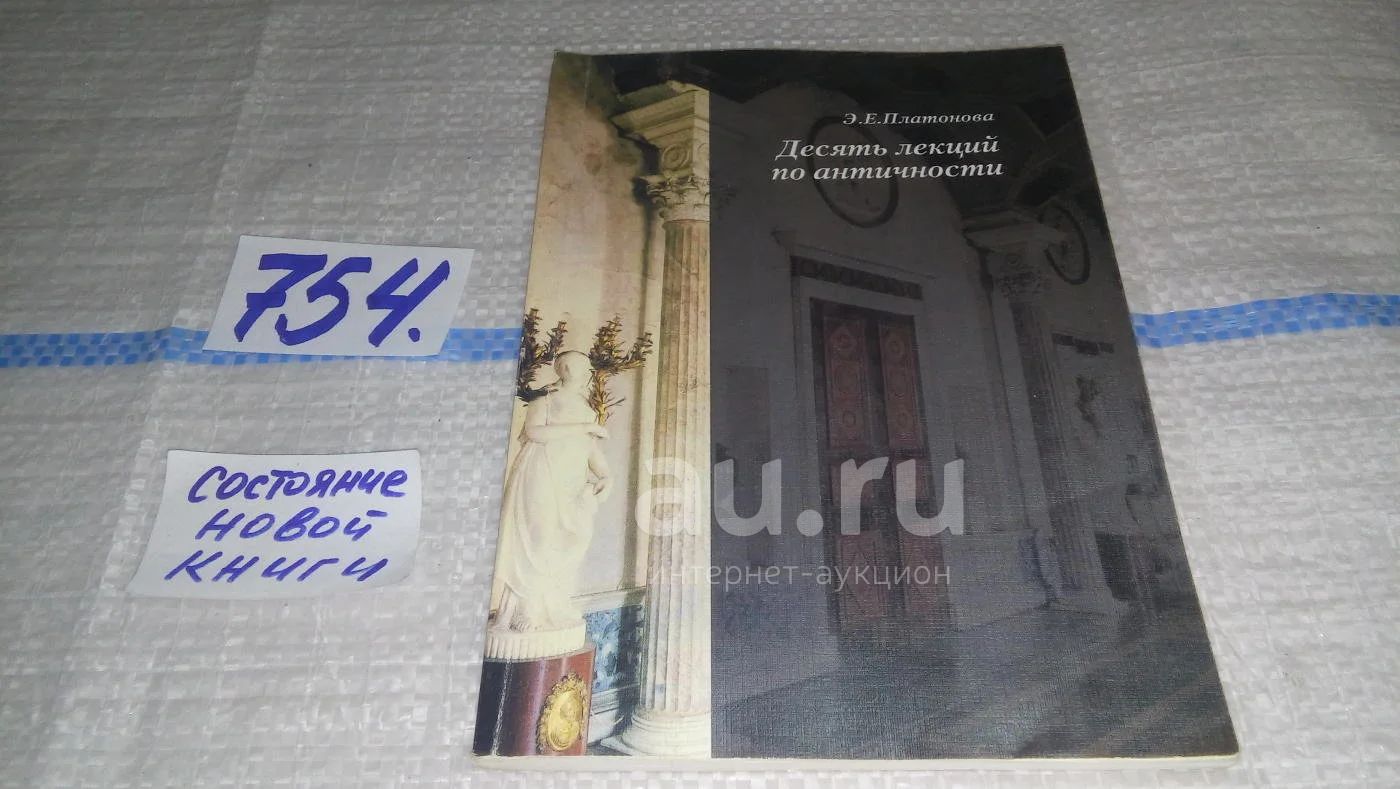 Э.Е.Платонова
Десять лекций
по античности
754.
состояние
новой
книги
au.ru
интернет-аукцион